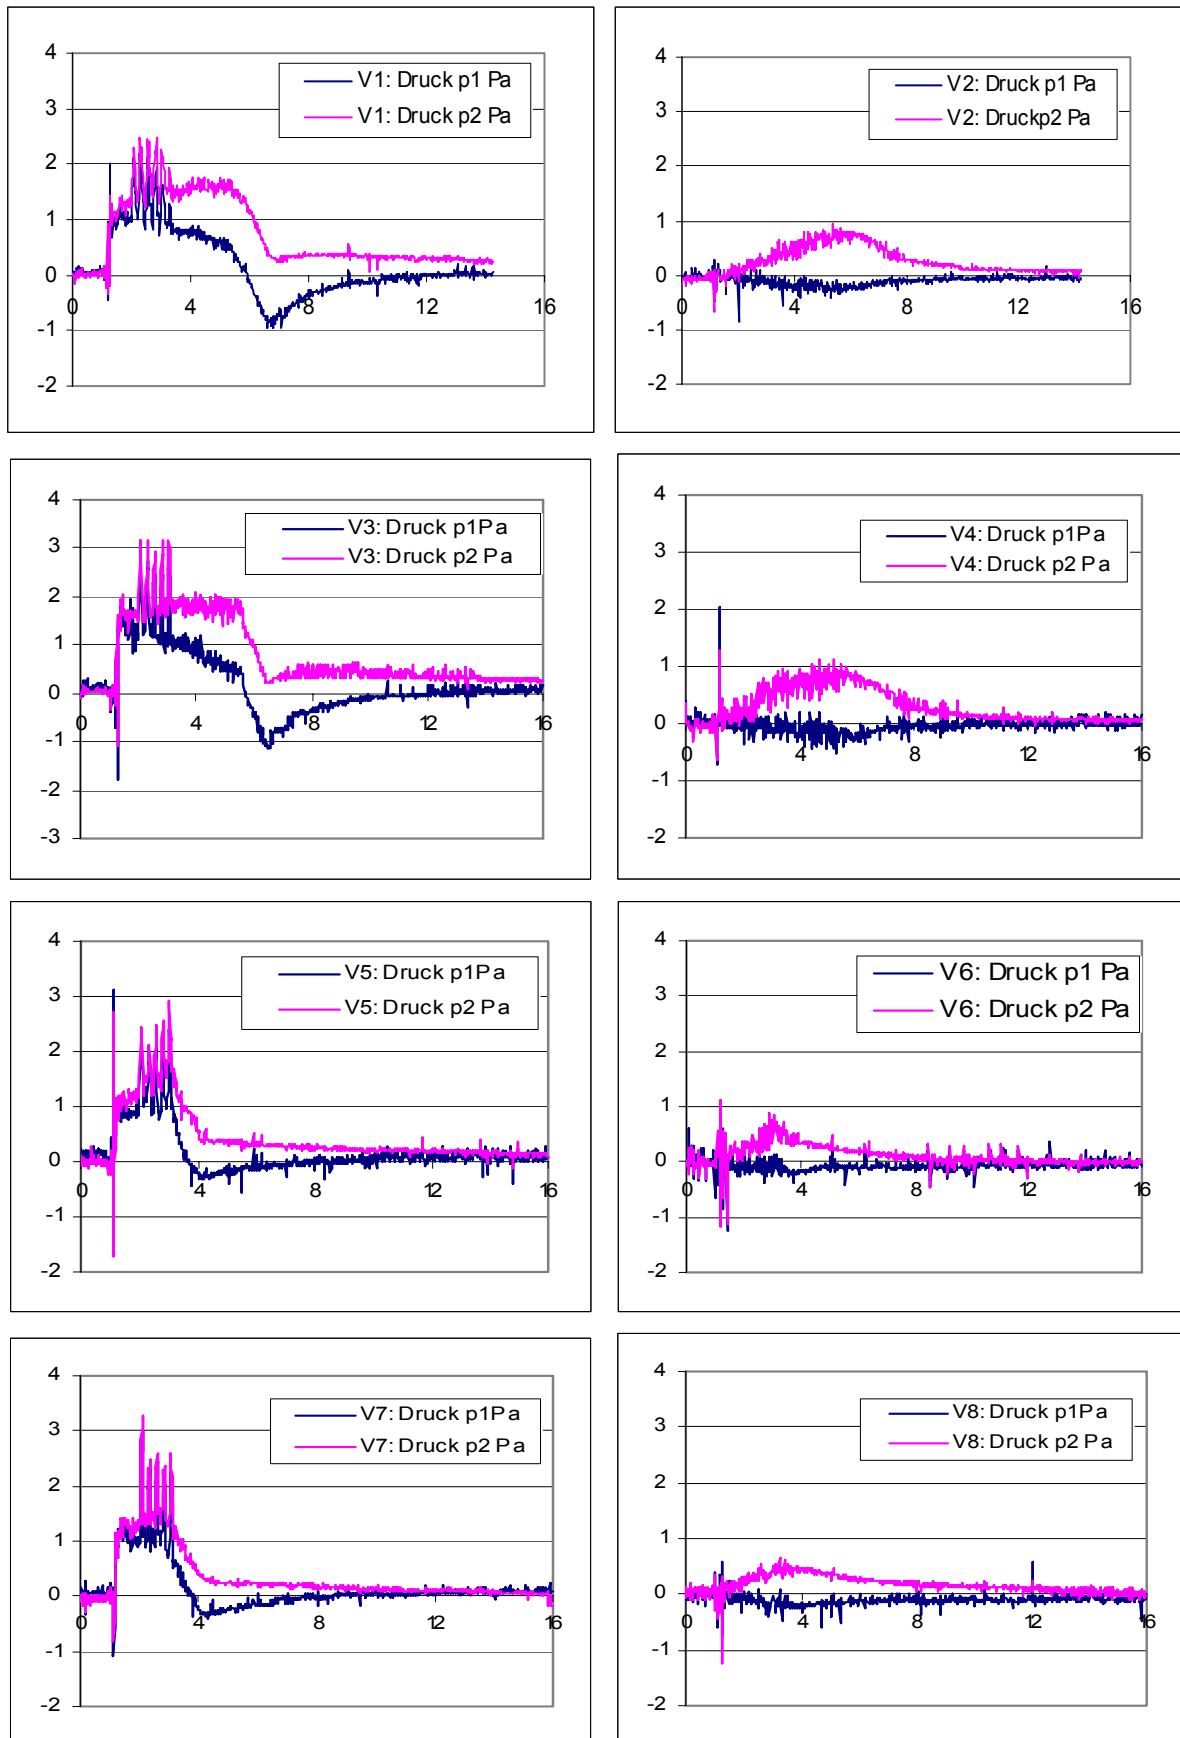 4
3
2
1
0
-1
-2
0 4 8 12 16
V1: Druck p1 Pa
V1: Druck p2 Pa
4
3
2
1
0
-1
-2
0 4 8 12 16
V2: Druck p1 Pa
V2: Druckp2 Pa
4
3
2
1
0
-1
-2
-3
0 4 8 12 16
V3: Druck p1Pa
V3: Druck p2 Pa
4
3
2
1
0
-1
-2
0 4 8 12 16
V4: Druck p1Pa
V4: Druck p2 Pa
4
3
2
1
0
-1
-2
0 4 8 12 16
V5: Druck p1Pa
V5: Druck p2 Pa
4
3
2
1
0
-1
-2
0 4 8 12 16
V6: Druck p1 Pa
V6: Druck p2 Pa
4
3
2
1
0
-1
-2
0 4 8 12 16
V7: Druck p1Pa
V7: Druck p2 Pa
4
3
2
1
0
-1
-2
0 4 8 12 16
V8: Druck p1Pa
V8: Druck p2 Pa